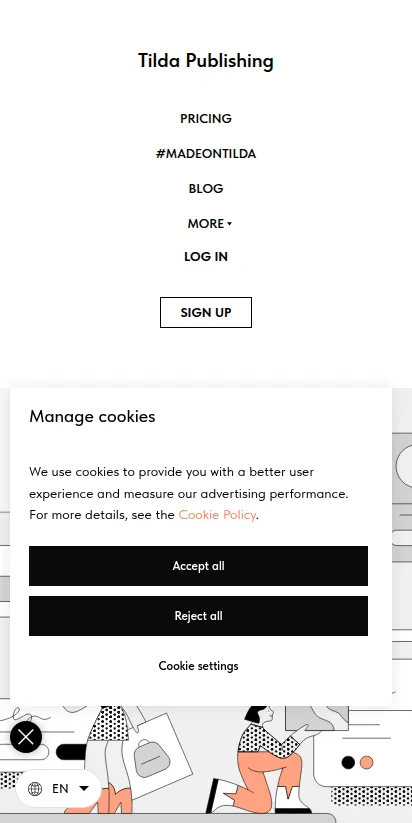 Tilda Publishing
PRICING
#MADEONTILDA
BLOG
MORE
LOG IN
SIGN UP
Manage cookies
We use cookies to provide you with a better user
experience and measure our advertising performance.
For more details, see the Cookie Policy.
Accept all
Reject all
Cookie settings
EN